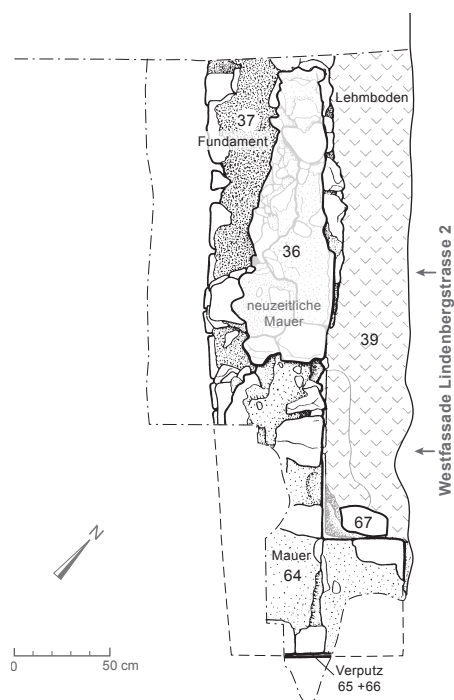 Lehmboden
37
Fundament
36
neuzeitliche
Mauer
39
Westfassade Lindenbergstrasse 2
67
Mauer
64
N
0 50 cm
Verputz
65 +66